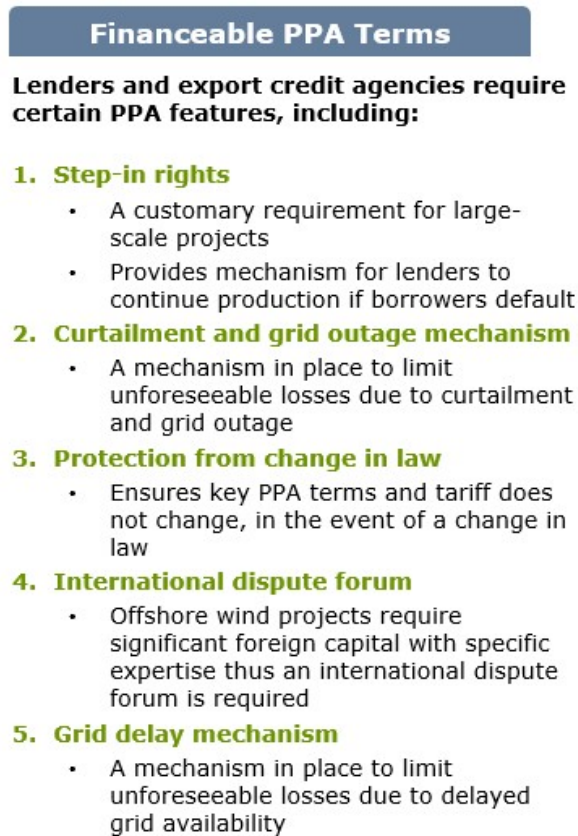 Financeable PPA Terms
Lenders and export credit agencies require
certain PPA features, including:
1. Step-in rights
• A customary requirement for large-
scale projects
• Provides mechanism for lenders to
continue production if borrowers default
2. Curtailment and grid outage mechanism
• A mechanism in place to limit
unforeseeable losses due to curtailment
and grid outage
3. Protection from change in law
• Ensures key PPA terms and tariff does
not change, in the event of a change in
law
4. International dispute forum
• Offshore wind projects require
significant foreign capital with specific
expertise thus an international dispute
forum is required
5. Grid delay mechanism
• A mechanism in place to limit
unforeseeable losses due to delayed
grid availability